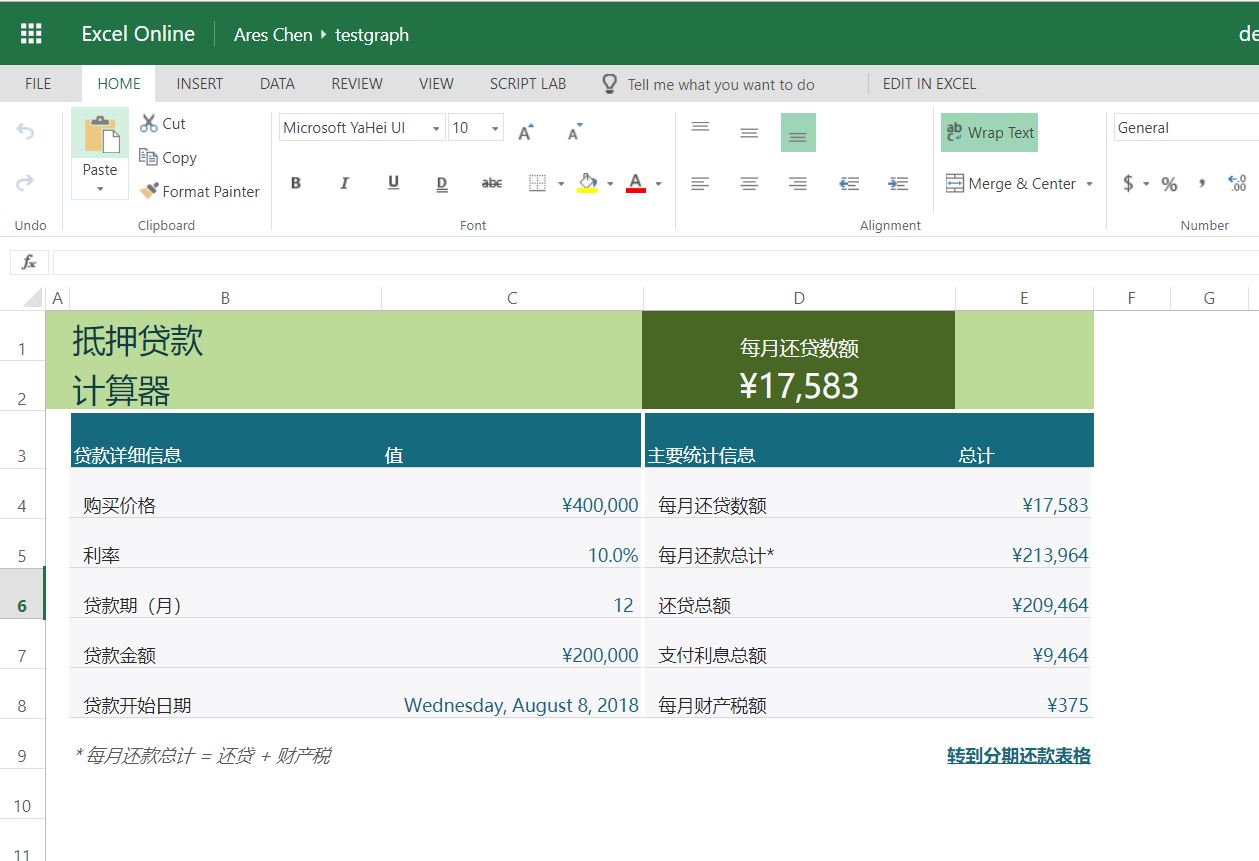 Excel Online Ares Chen testgraph de
FILE HOME INSERT DATA REVIEW VIEW SCRIPT LAB Tell me what you want to do EDIT IN EXCEL
Paste Cut Microsoft YaHei UI 10 A A ab Wrap Text General
Copy
Format Painter B I U D abc A Merge & Center $ % , .0 .00
Undo Clipboard Font Alignment Number
fx
A B C D E F G
1 抵押贷款 每月还贷数额
2 计算器 ¥17,583
3 贷款详细信息 值 主要统计信息 总计
4 购买价格 ¥400,000 每月还贷数额 ¥17,583
5 利率 10.0% 每月还款总计* ¥213,964
6 贷款期（月） 12 还贷总额 ¥209,464
7 贷款金额 ¥200,000 支付利息总额 ¥9,464
8 贷款开始日期 Wednesday, August 8, 2018 每月财产税额 ¥375
9 * 每月还款总计 = 还贷 + 财产税 转到分期还款表格
10
11